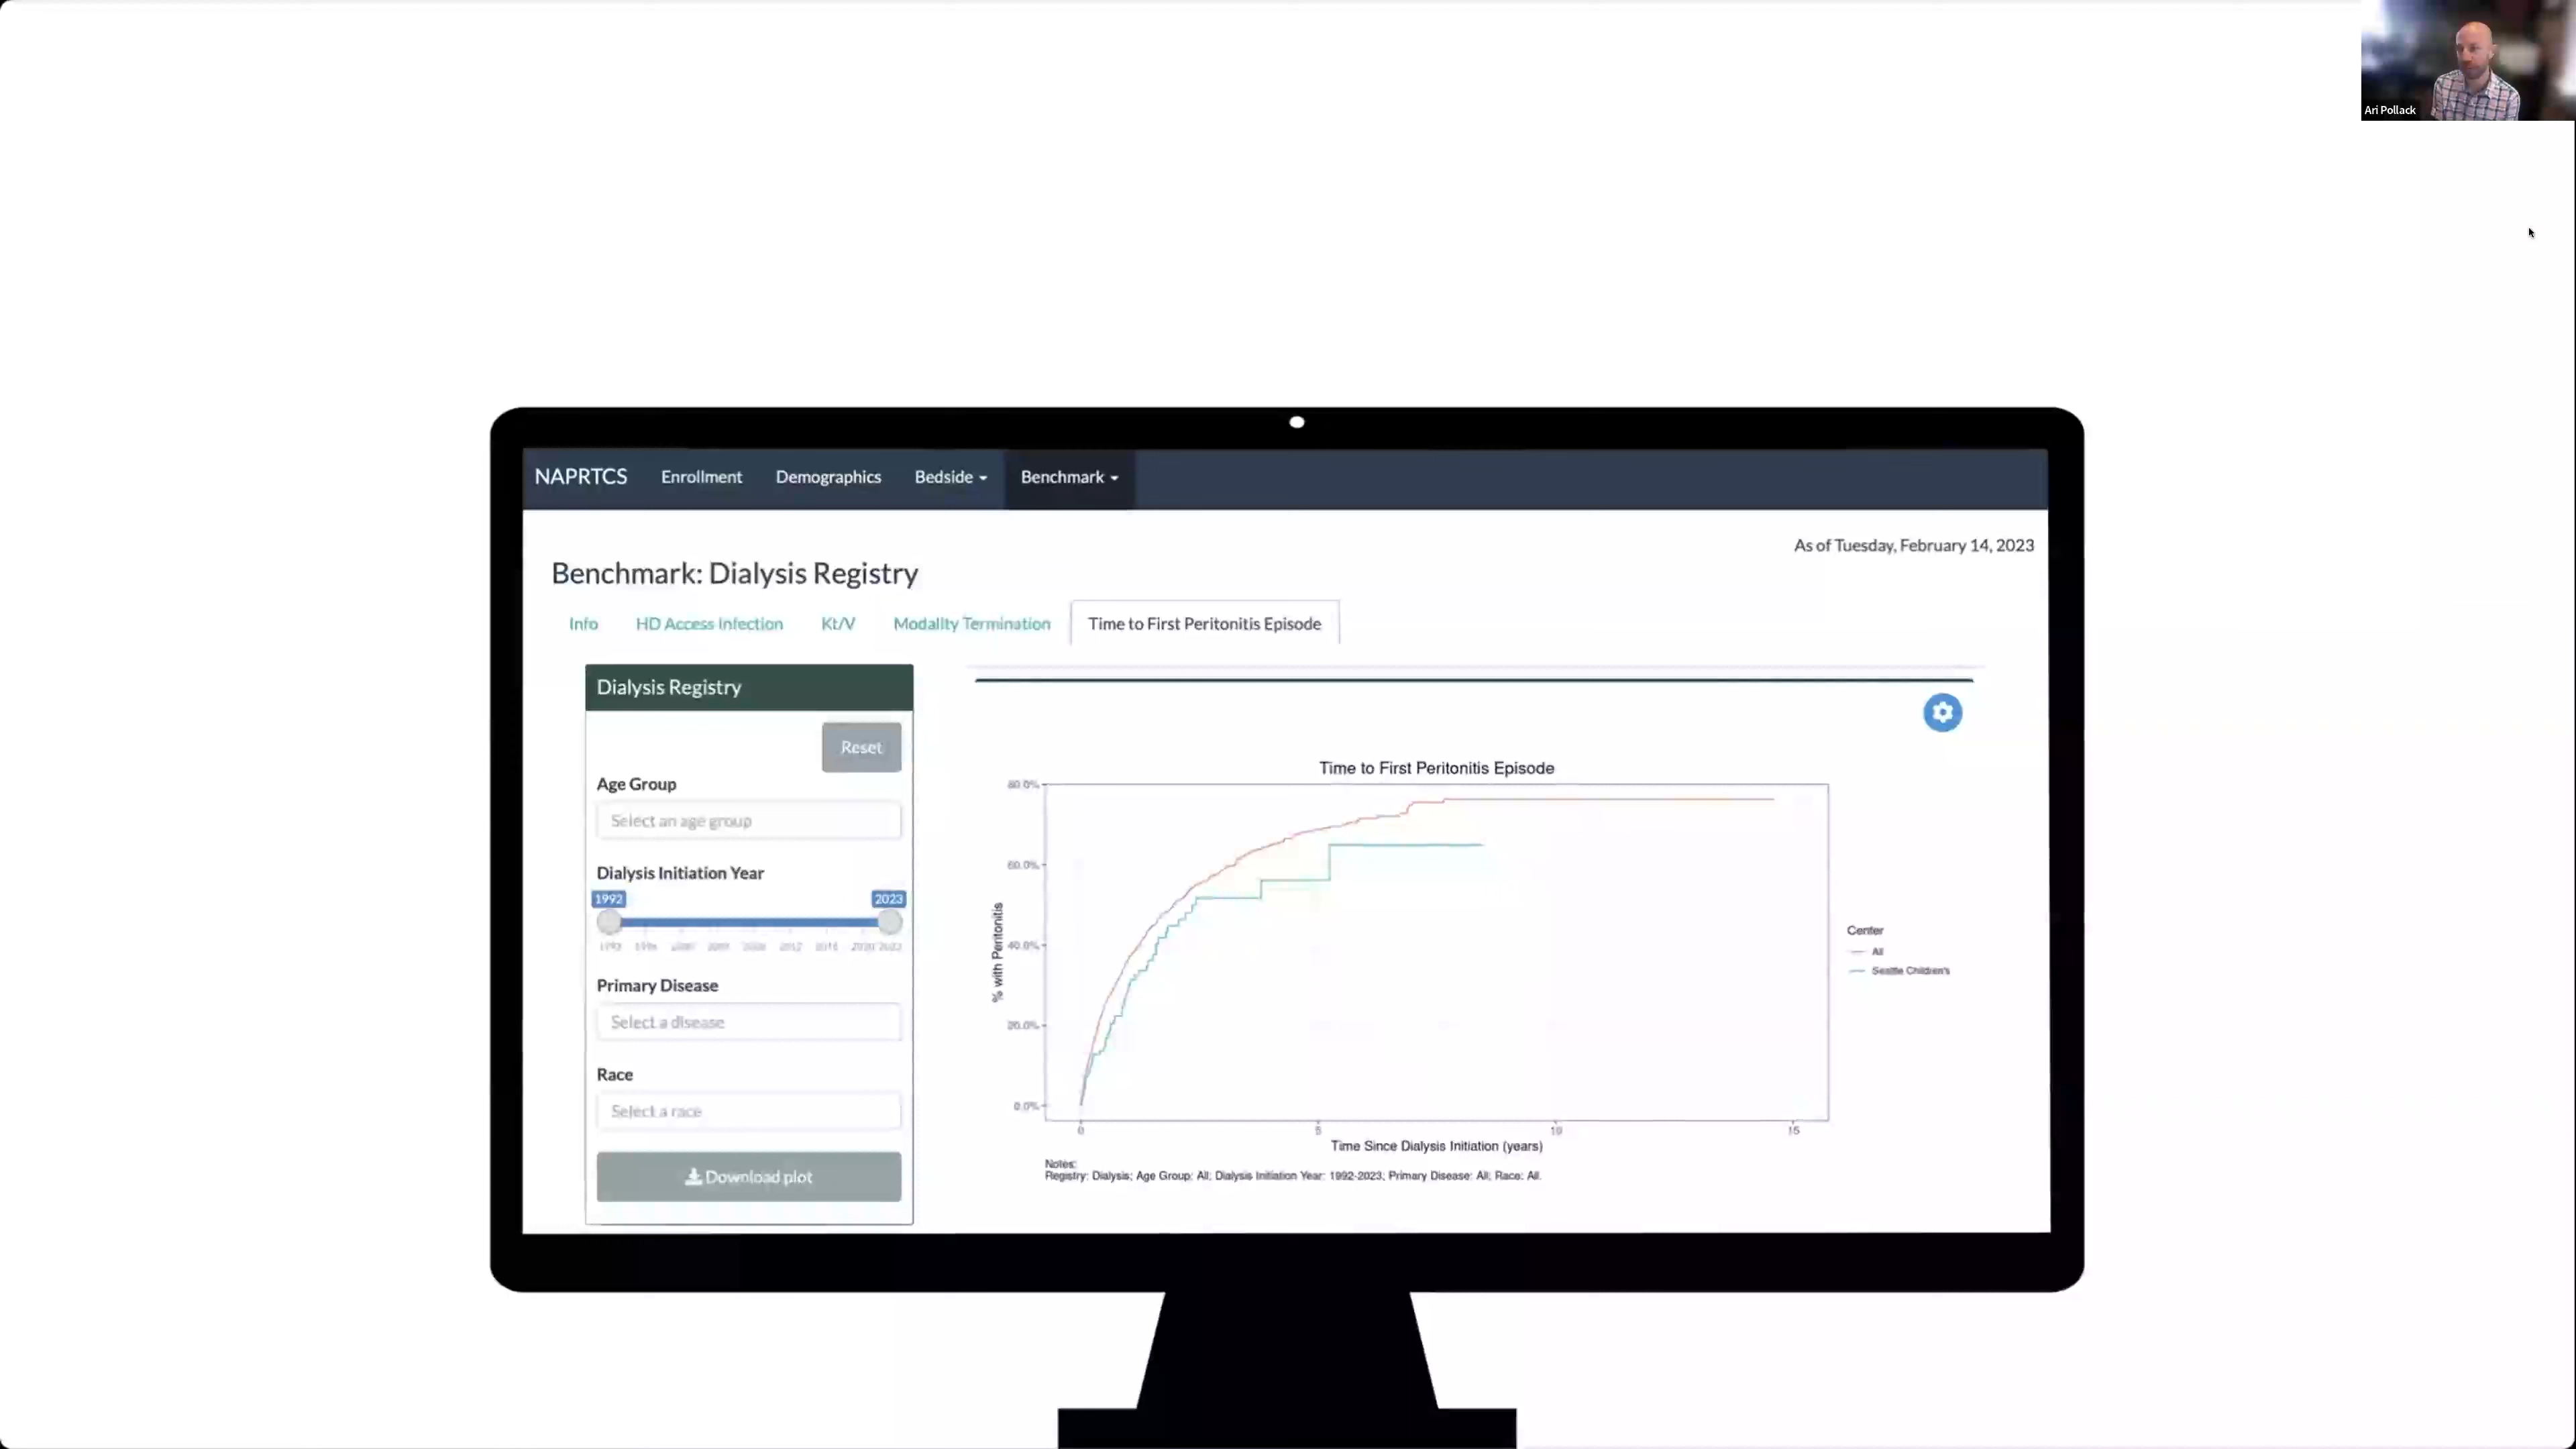 Ari Pollack
NAPRTCS Enrollment Demographics Bedside Benchmark
As of Tuesday, February 14, 2023
Benchmark: Dialysis Registry
Info HD Access Infection Kt/V Modality Termination Time to First Peritonitis Episode
Dialysis Registry
Reset
Age Group
Select an age group
Dialysis Initiation Year
1992 2023
Primary Disease
Select a disease
Race
Select a race
Download plot
Time to First Peritonitis Episode
80.0%
60.0%
40.0%
20.0%
0.0%
% with Peritonitis
0 5 10 15
Time Since Dialysis Initiation (years)
Center
All
Seattle Children's
Notes:
Registry: Dialysis; Age Group: All; Dialysis Initiation Year: 1992-2023; Primary Disease: All; Race: All.